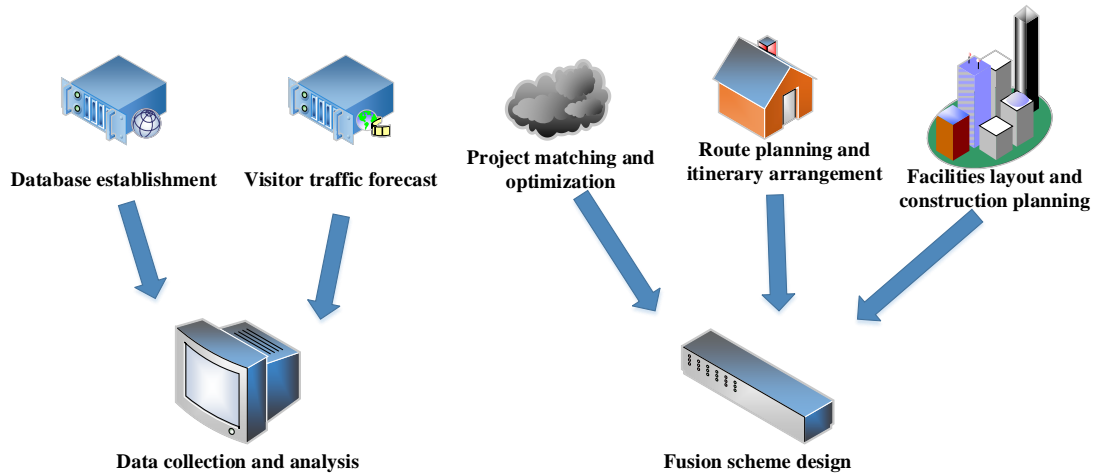 Database establishment
Visitor traffic forecast
Project matching and
optimization
Route planning and
itinerary arrangement
Facilities layout and
construction planning
Data collection and analysis
Fusion scheme design